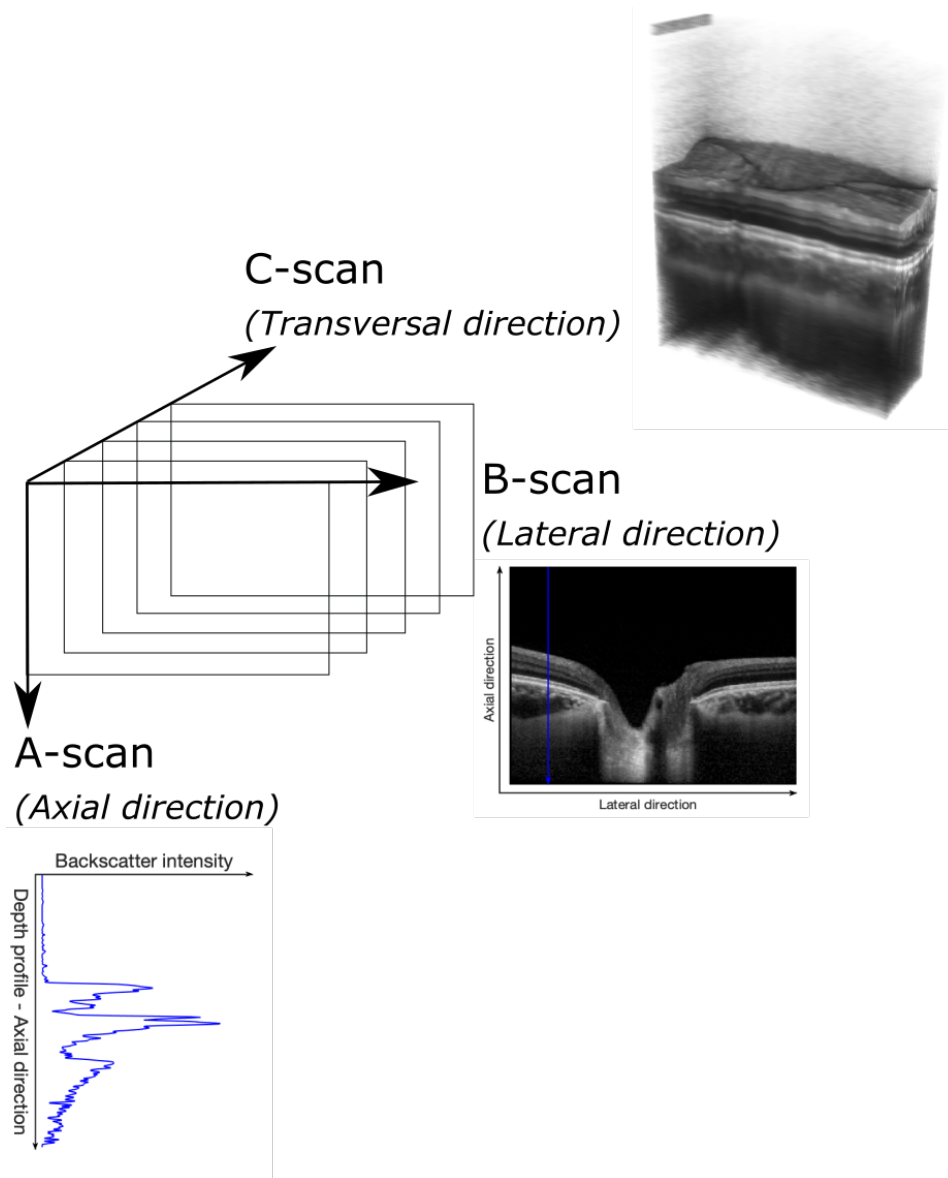 C-scan
(Transversal direction)
B-scan
(Lateral direction)
Axial direction
Lateral direction
A-scan
(Axial direction)
Backscatter intensity
Depth profile - Axial direction